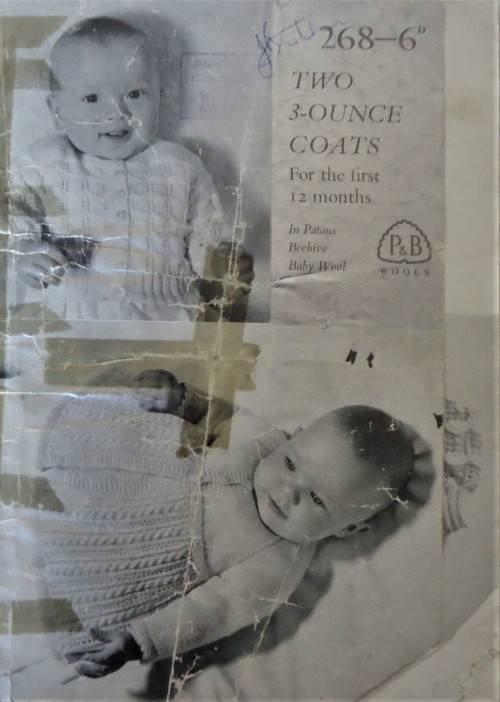 268—6ᴰ
TWO
3-OUNCE
COATS
For the first
12 months
In Patons
Beehive
Baby Wool
P&B
WOOLS